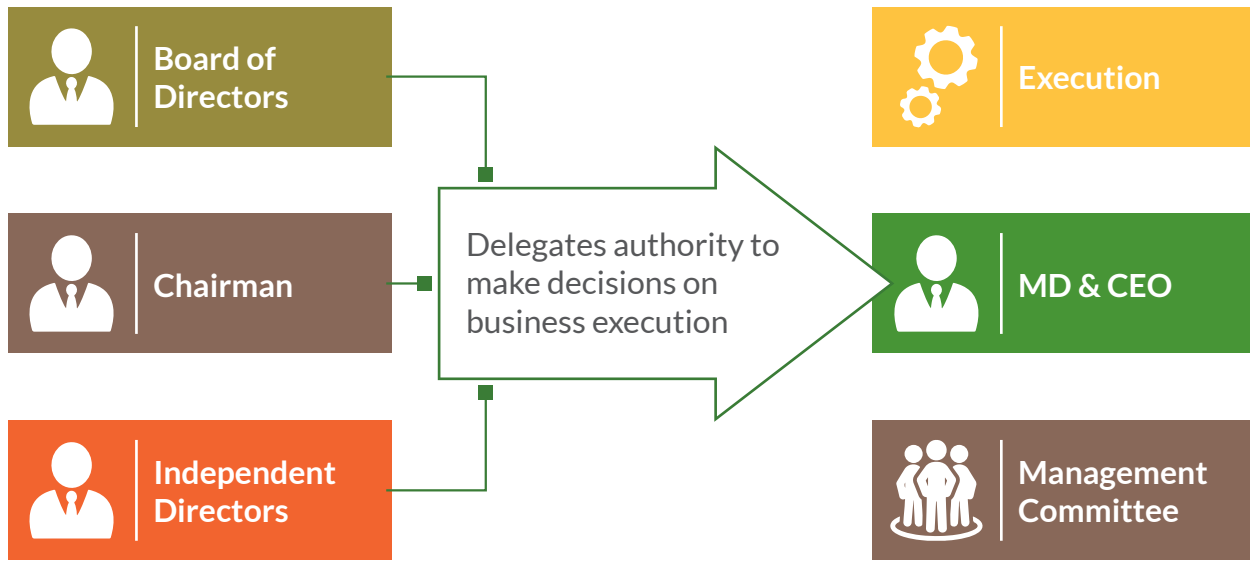 Board of
Directors
Chairman
Independent
Directors
Delegates authority to
make decisions on
business execution
Execution
MD & CEO
Management
Committee